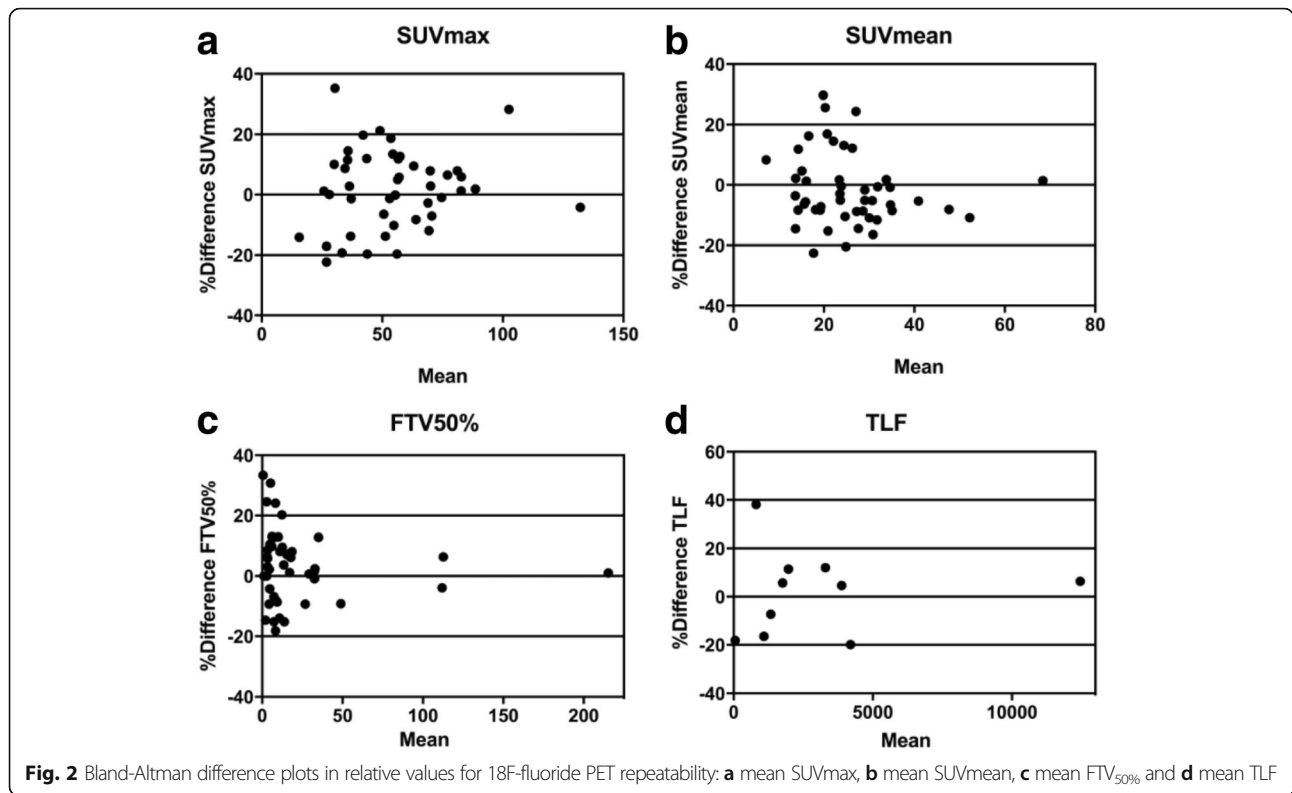 a
SUVmax
%Difference SUVmax
40
20
0
-20
-40
0 50 100 150
Mean
b
SUVmean
%Difference SUVmean
40
20
0
-20
-40
0 20 40 60 80
Mean
c
FTV50%
%Difference FTV50%
40
20
0
-20
-40
0 50 100 150 200
Mean
d
TLF
%Difference TLF
60
40
20
0
-20
-40
0 5000 10000
Mean
Fig. 2 Bland-Altman difference plots in relative values for 18F-fluoride PET repeatability: a mean SUVmax, b mean SUVmean, c mean FTV50% and d mean TLF